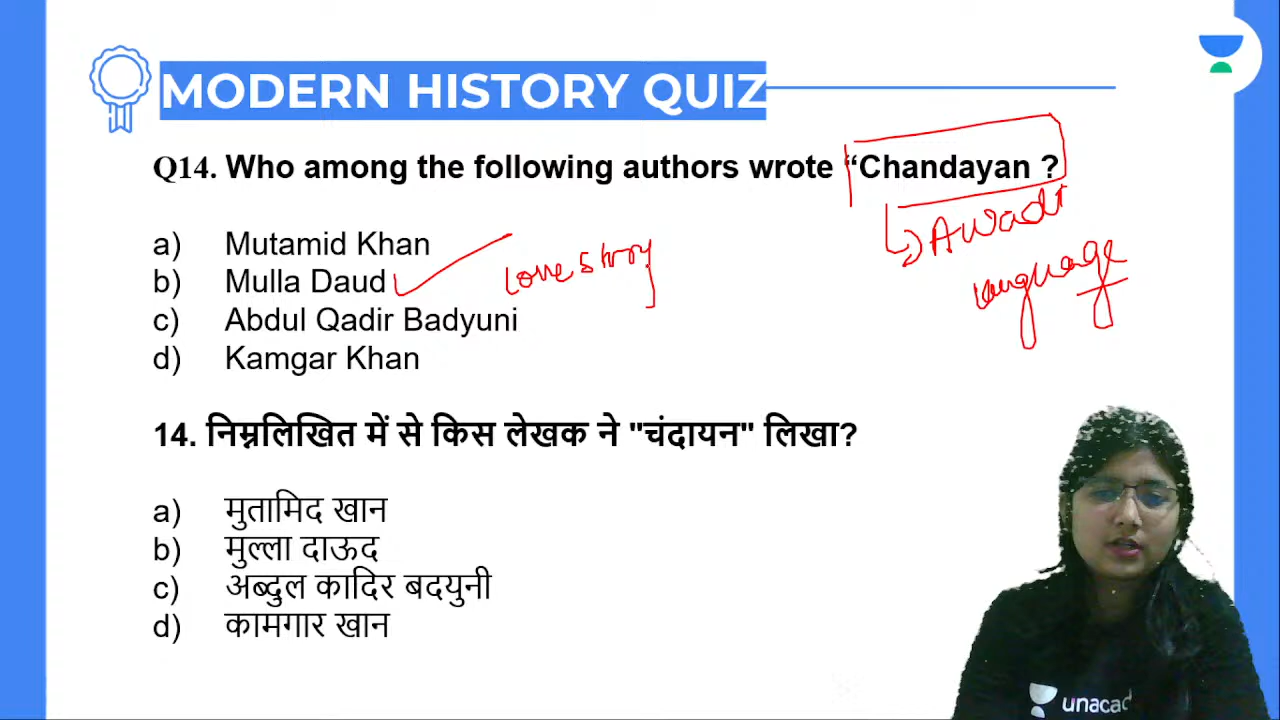 MODERN HISTORY QUIZ
Q14. Who among the following authors wrote “Chandayan ?
a) Mutamid Khan
b) Mulla Daud
c) Abdul Qadir Badyuni
d) Kamgar Khan
Love story
Awadi
language
14. निम्नलिखित में से किस लेखक ने "चंदायन" लिखा?
a) मुतामिद खान
b) मुल्ला दाऊद
c) अब्दुल कादिर बदयुनी
d) कामगार खान
unacad